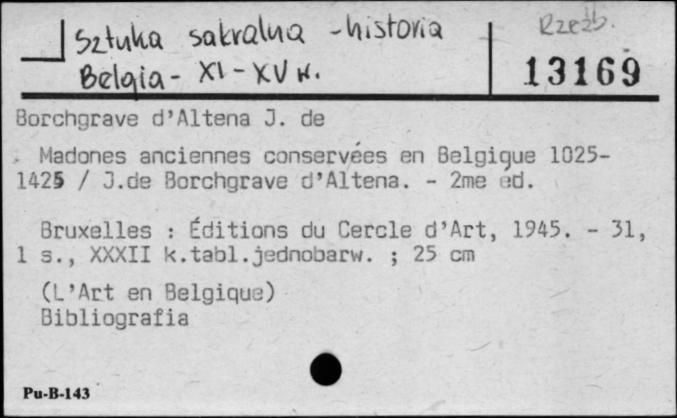 Sztuka sakralna - historia
Rzeźb.
Belgia - XI - XV w.
13169
Borchgrave d'Altena J. de
Madones anciennes conservées en Belgique 1025-
1425 / J.de Borchgrave d'Altena. - 2me éd.
Bruxelles : Éditions du Cercle d'Art, 1945. - 31,
1 s., XXXII k.tabl.jednobarw. ; 25 cm
(L'Art en Belgique)
Bibliografia
Pu-B-143